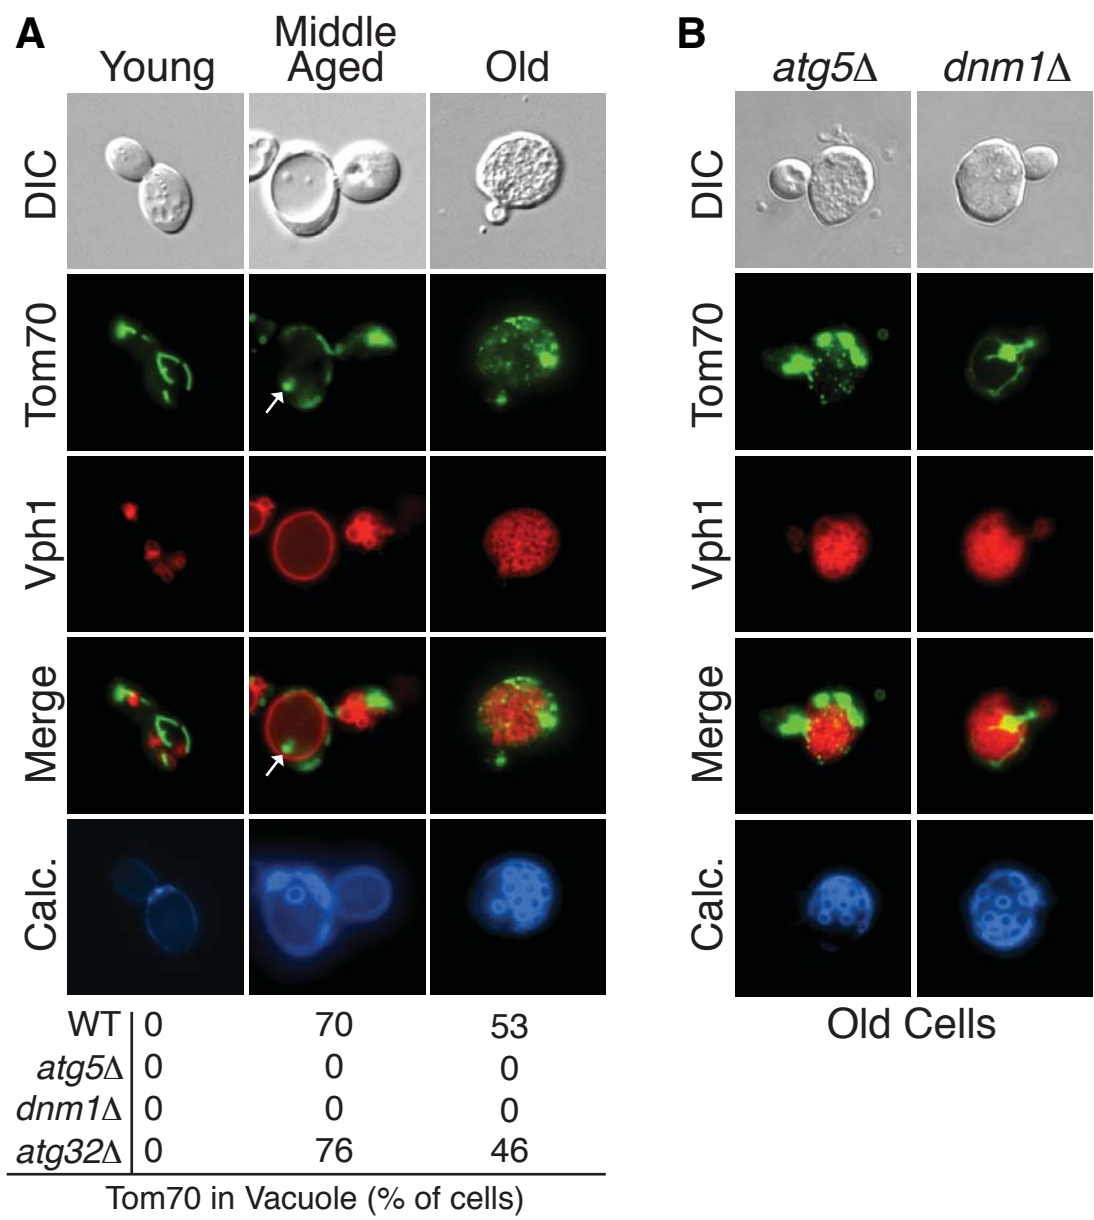 A
B
Young
Middle
Aged
Old
atg5Δ
dnm1Δ
DIC
DIC
Tom70
Tom70
Vph1
Vph1
Merge
Merge
Calc.
Calc.
WT 0 70 53
atg5Δ 0 0 0
dnm1Δ 0 0 0
atg32Δ 0 76 46
Tom70 in Vacuole (% of cells)
Old Cells